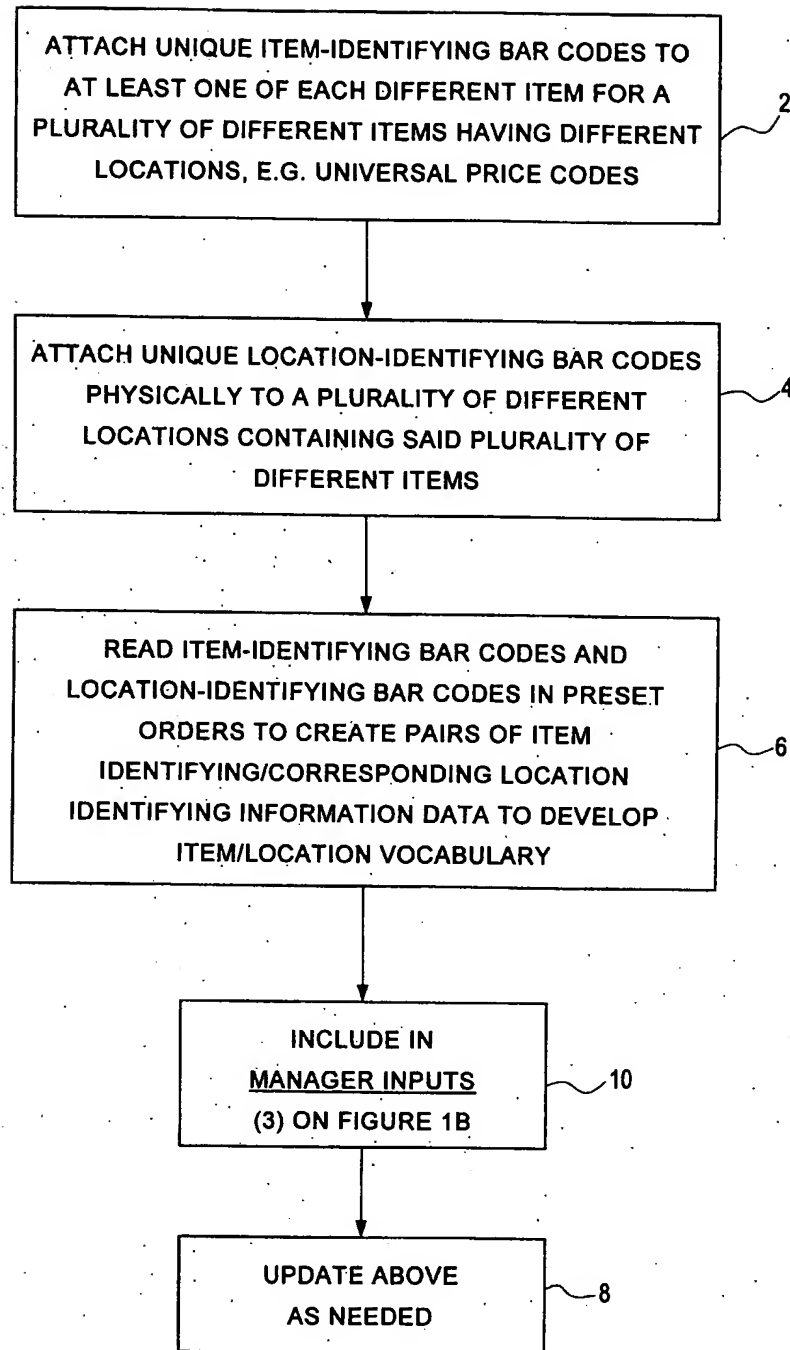 ATTACH UNIQUE ITEM-IDENTIFYING BAR CODES TO
AT LEAST ONE OF EACH DIFFERENT ITEM FOR A
PLURALITY OF DIFFERENT ITEMS HAVING DIFFERENT
LOCATIONS, E.G. UNIVERSAL PRICE CODES
2
ATTACH UNIQUE LOCATION-IDENTIFYING BAR CODES
PHYSICALLY TO A PLURALITY OF DIFFERENT
LOCATIONS CONTAINING SAID PLURALITY OF
DIFFERENT ITEMS
4
READ ITEM-IDENTIFYING BAR CODES AND
LOCATION-IDENTIFYING BAR CODES IN PRESET
ORDERS TO CREATE PAIRS OF ITEM
IDENTIFYING/CORRESPONDING LOCATION
IDENTIFYING INFORMATION DATA TO DEVELOP
ITEM/LOCATION VOCABULARY
6
INCLUDE IN
MANAGER INPUTS
(3) ON FIGURE 1B
10
UPDATE ABOVE
AS NEEDED
8